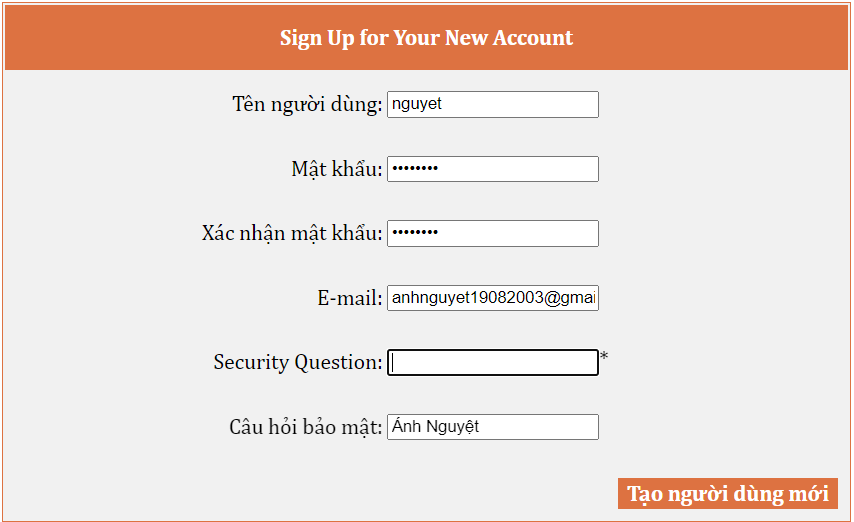 Sign Up for Your New Account
Tên người dùng: nguyet
Mật khẩu: ••••••••
Xác nhận mật khẩu: ••••••••
E-mail: anhnguyet19082003@gmai
Security Question: *
Câu hỏi bảo mật: Ánh Nguyệt
Tạo người dùng mới